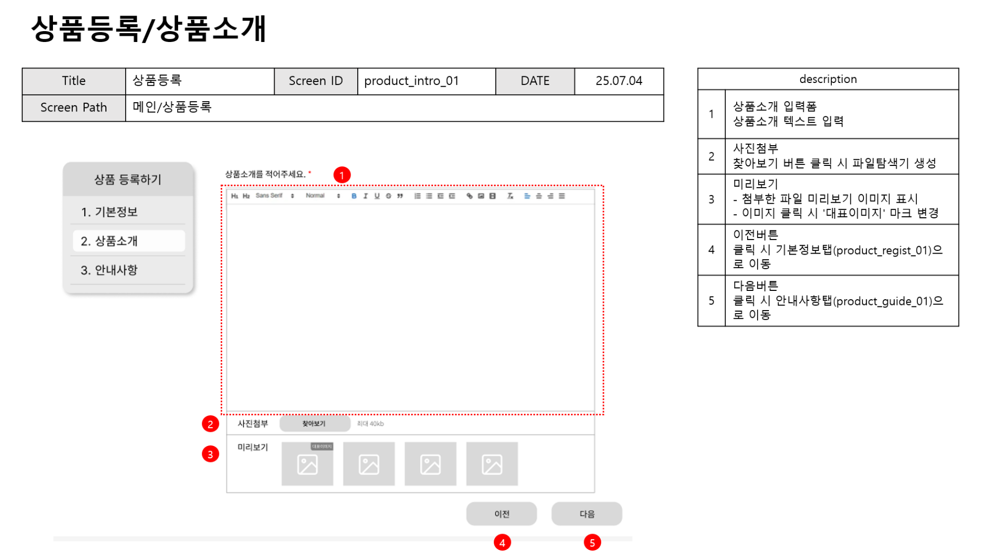 상품등록/상품소개
Title 상품등록 Screen ID product_intro_01 DATE 25.07.04
Screen Path 메인/상품등록
상품 등록하기
1. 기본정보
2. 상품소개
3. 안내사항
상품소개를 적어주세요. *
1
H1 H2 Sans Serif Normal B I U S
2
사진첨부 찾아보기 최대 40kb
3
미리보기 대표이미지
이전 다음
4 5
description
1
상품소개 입력폼
상품소개 텍스트 입력
2
사진첨부
찾아보기 버튼 클릭 시 파일탐색기 생성
3
미리보기
- 첨부한 파일 미리보기 이미지 표시
- 이미지 클릭 시 '대표이미지' 마크 변경
4
이전버튼
클릭 시 기본정보탭(product_regist_01)으
로 이동
5
다음버튼
클릭 시 안내사항탭(product_guide_01)으
로 이동